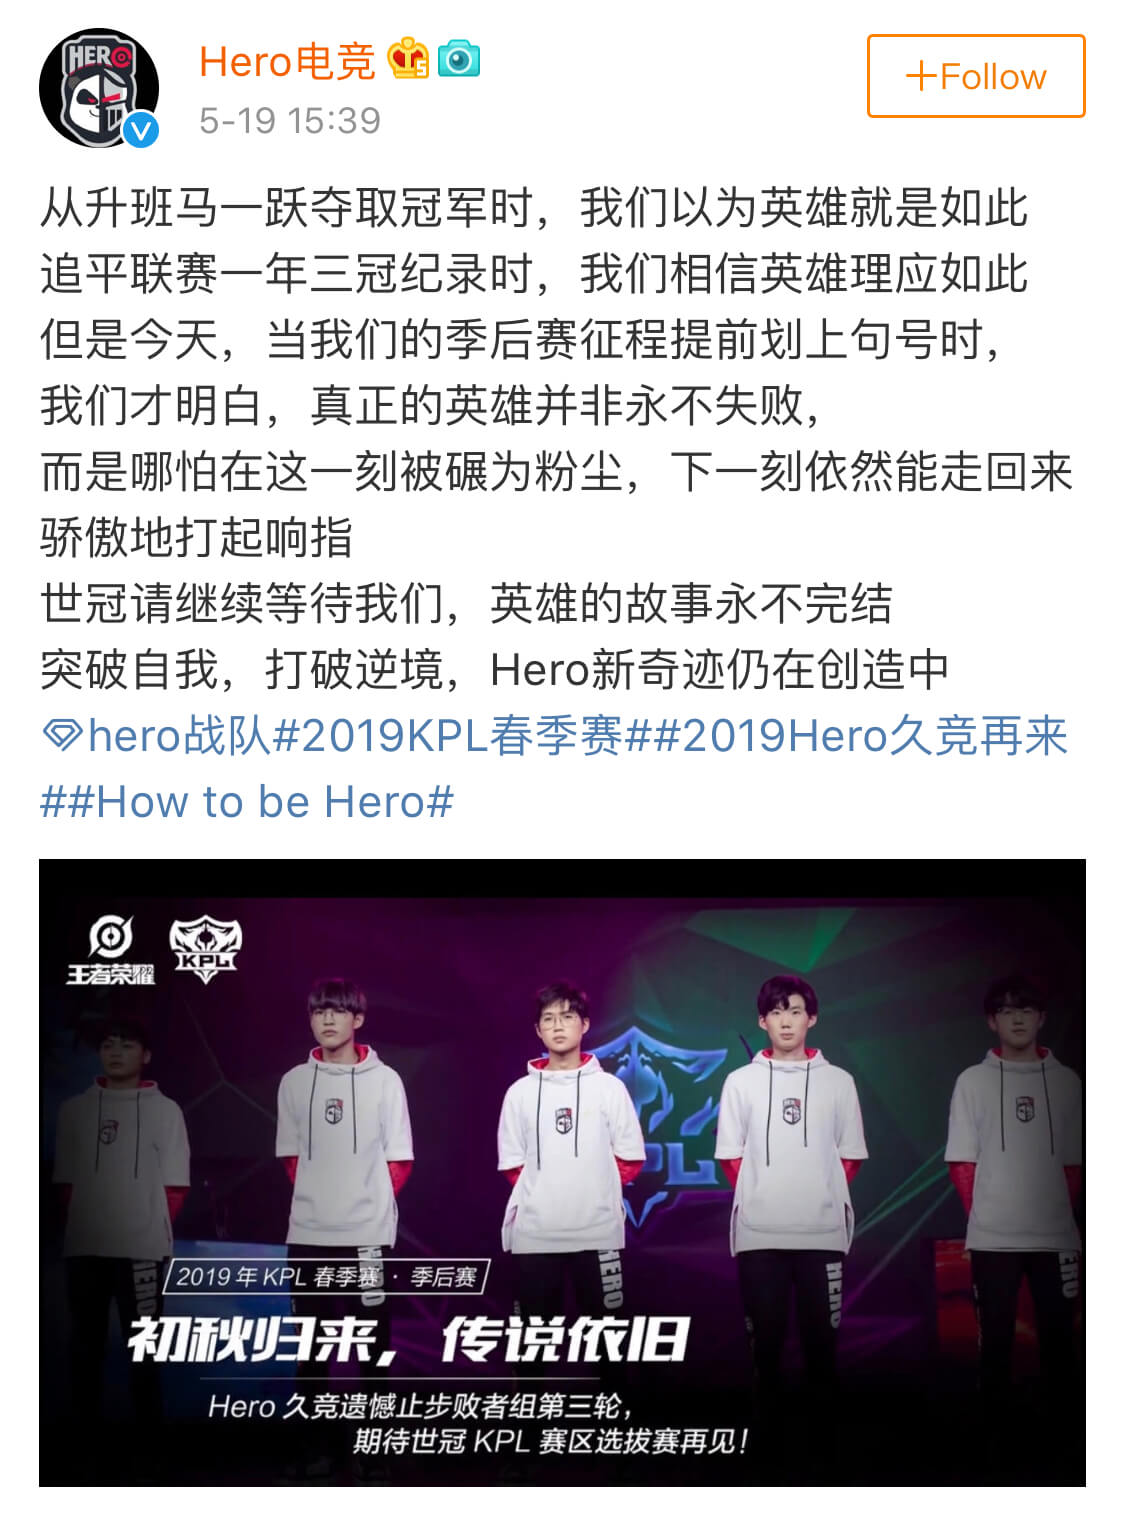 HERO
Hero电竞
5
V
5-19 15:39
+Follow
从升班马一跃夺取冠军时，我们以为英雄就是如此
追平联赛一年三冠纪录时，我们相信英雄理应如此
但是今天，当我们的季后赛征程提前划上句号时，
我们才明白，真正的英雄并非永不失败，
而是哪怕在这一刻被碾为粉尘，下一刻依然能走回来
骄傲地打起响指
世冠请继续等待我们，英雄的故事永不完结
突破自我，打破逆境，Hero新奇迹仍在创造中
hero战队#2019KPL春季赛##2019Hero久竞再来
##How to be Hero#
王者荣耀
KPL
KPL
HERO
HERO
HERO
HERO
HERO
2019年KPL春季赛·季后赛
初秋归来，传说依旧
Hero久竞遗憾止步败者组第三轮，
期待世冠KPL赛区选拔赛再见！